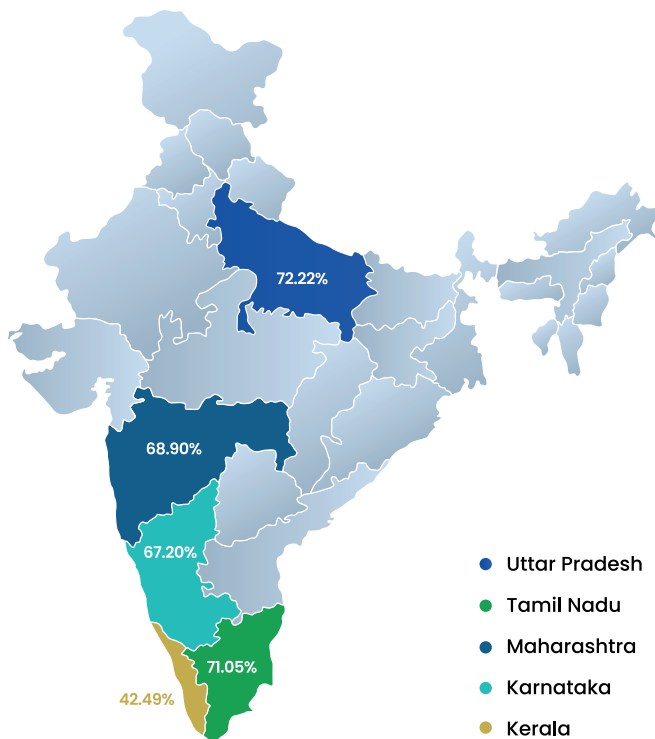 72.22%
68.90%
67.20%
71.05%
42.49%
Uttar Pradesh
Tamil Nadu
Maharashtra
Karnataka
Kerala